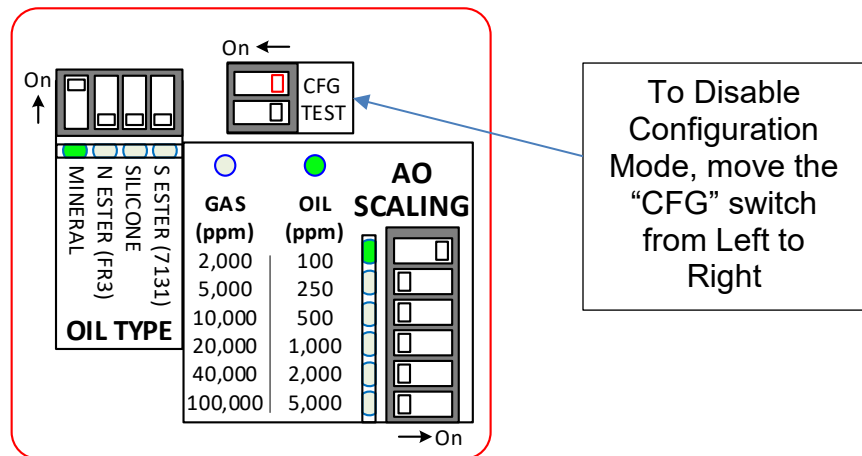 On
On
CFG
TEST
MINERAL
N ESTER (FR3)
SILICONE
S ESTER (7131)
OIL TYPE
GAS OIL
(ppm) (ppm)
2,000 100
5,000 250
10,000 500
20,000 1,000
40,000 2,000
100,000 5,000
AO
SCALING
On
To Disable
Configuration
Mode, move the
“CFG” switch
from Left to
Right